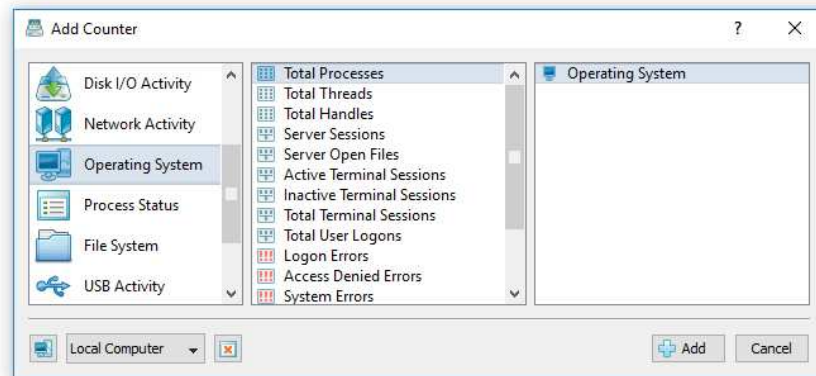 Add Counter
?
Disk I/O Activity
Network Activity
Operating System
Process Status
File System
USB Activity
Total Processes
Total Threads
Total Handles
Server Sessions
Server Open Files
Active Terminal Sessions
Inactive Terminal Sessions
Total Terminal Sessions
Total User Logons
Logon Errors
Access Denied Errors
System Errors
Operating System
Local Computer
Add
Cancel